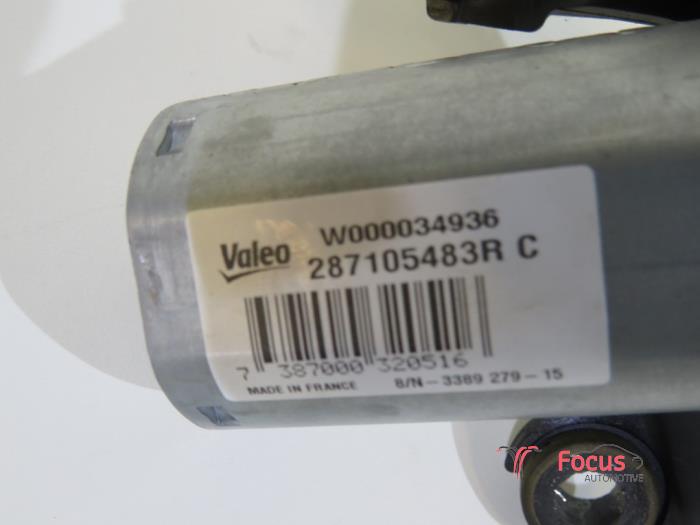 Valeo
W000034936
287105483R C
7 387000 320516
MADE IN FRANCE S/N - 3389 279 - 15
Focus
AUTOMOTIVE